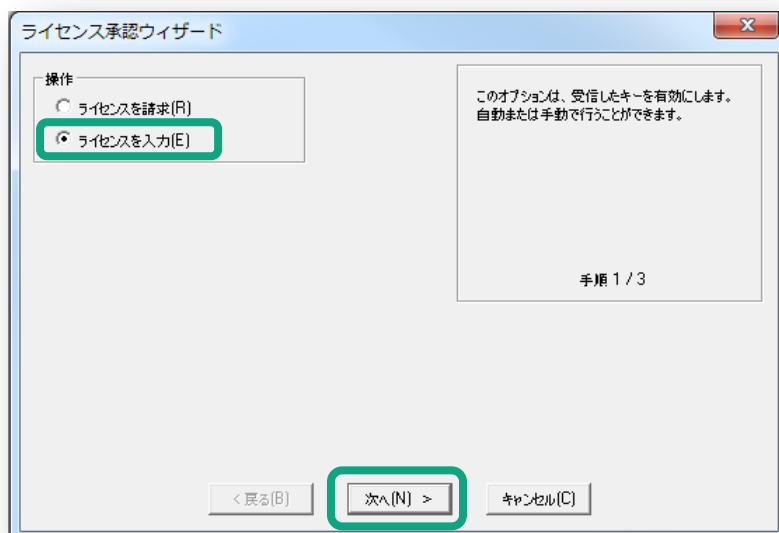 ライセンス承認ウィザード
X
操作
ライセンスを請求(R)
ライセンスを入力(E)
このオプションは、受信したキーを有効にします。
自動または手動で行うことができます。
手順 1 / 3
< 戻る(B)
次へ(N) >
キャンセル(C)